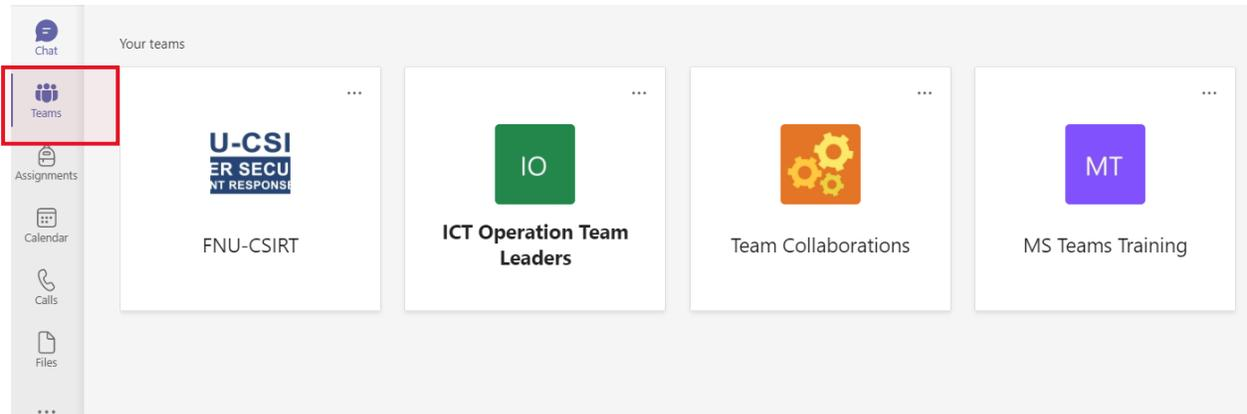 Chat
Teams
Assignments
Calendar
Calls
Files
...
Your teams
...
U-CSI
ER SECU
NT RESPONSE
FNU-CSIRT
...
IO
ICT Operation Team
Leaders
...
Team Collaborations
...
MT
MS Teams Training